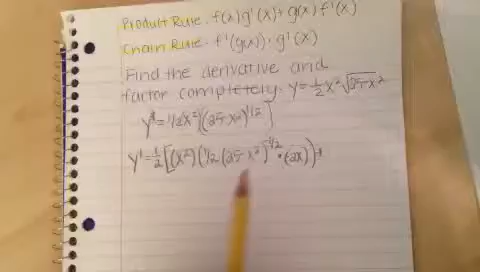 Product Rule: f(x)g'(x)+g(x)f'(x)
Chain Rule: f'(g(x))·g'(x)
Find the derivative and
factor completely. y=1/2x²√25-x²
y=1/2x²[(25-x²)^1/2]
y'=1/2[(x²)(1/2(25-x²)^-1/2·(2x))+